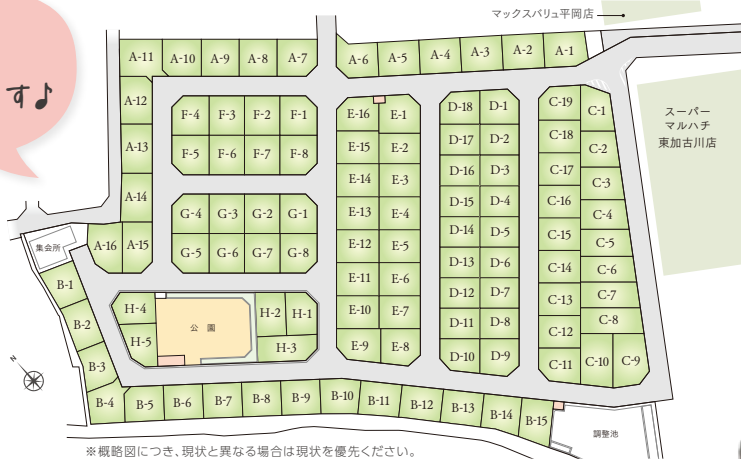 マックスバリュ平岡店
す♪
A-11 A-10 A-9 A-8 A-7 A-6 A-5 A-4 A-3 A-2 A-1
A-12
A-13
A-14
A-16 A-15
F-4 F-3 F-2 F-1
F-5 F-6 F-7 F-8
G-4 G-3 G-2 G-1
G-5 G-6 G-7 G-8
H-4 H-2 H-1
H-5 H-3
公園
E-16 E-1
E-15 E-2
E-14 E-3
E-13 E-4
E-12 E-5
E-11 E-6
E-10 E-7
E-9 E-8
D-18 D-1
D-17 D-2
D-16 D-3
D-15 D-4
D-14 D-5
D-13 D-6
D-12 D-7
D-11 D-8
D-10 D-9
C-19 C-1
C-18 C-2
C-17 C-3
C-16 C-4
C-15 C-5
C-14 C-6
C-13 C-7
C-12 C-8
C-11 C-10 C-9
スーパー
マルハチ
東加古川店
集会所
B-1
B-2
B-3
B-4 B-5 B-6 B-7 B-8 B-9 B-10 B-11 B-12 B-13 B-14 B-15
N
調整池
※概略図につき、現状と異なる場合は現状を優先ください。